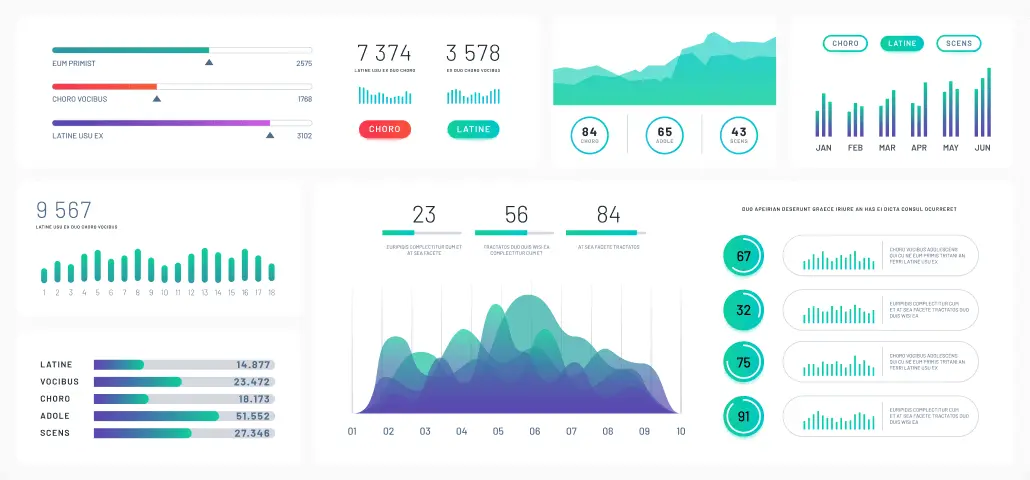 EUM PRIMIST 2575
CHORO VOCIBUS 1768
LATINE USU EX 3102
7 374
LATINE USU EX DUO CHORO
CHORO
3 578
EX DUO CHORO VOCIBUS
LATINE
84
CHORO
65
ADOLE
43
SCENS
CHORO LATINE SCENS
JAN FEB MAR APR MAY JUN
9 567
LATINE USU EX DUO CHORO VOCIBUS
1 2 3 4 5 6 7 8 9 10 11 12 13 14 15 16 17 18
LATINE 14.877
VOCIBUS 23.472
CHORO 18.173
ADOLE 51.552
SCENS 27.346
23
EURIPIDIS COMPLECTITUR CUM ET
AT SEA FACETE
56
TRACTATOS DUO DUIS WISI EA
COMPLECTITUR CUM ET
84
AT SEA FACETE TRACTATOS
01 02 03 04 05 06 07 08 09 10
DUO APEIRIAN DESERUNT GRAECE IRIURE AN HAS EI DICTA CONSUL OCURRERET
67
CHORO VOCIBUS ADOLESCENS
QUI CU NE EUM PRIMIS TRITANI AN
FERRI LATINE USU EX
32
EURIPIDIS COMPLECTITUR CUM
ET AT SEA FACETE TRACTATOS DUO
DUIS WISI EA
75
CHORO VOCIBUS ADOLESCENS
QUI CU NE EUM PRIMIS TRITANI AN
FERRI LATINE USU EX
91
EURIPIDIS COMPLECTITUR CUM
ET AT SEA FACETE TRACTATOS DUO
DUIS WISI EA